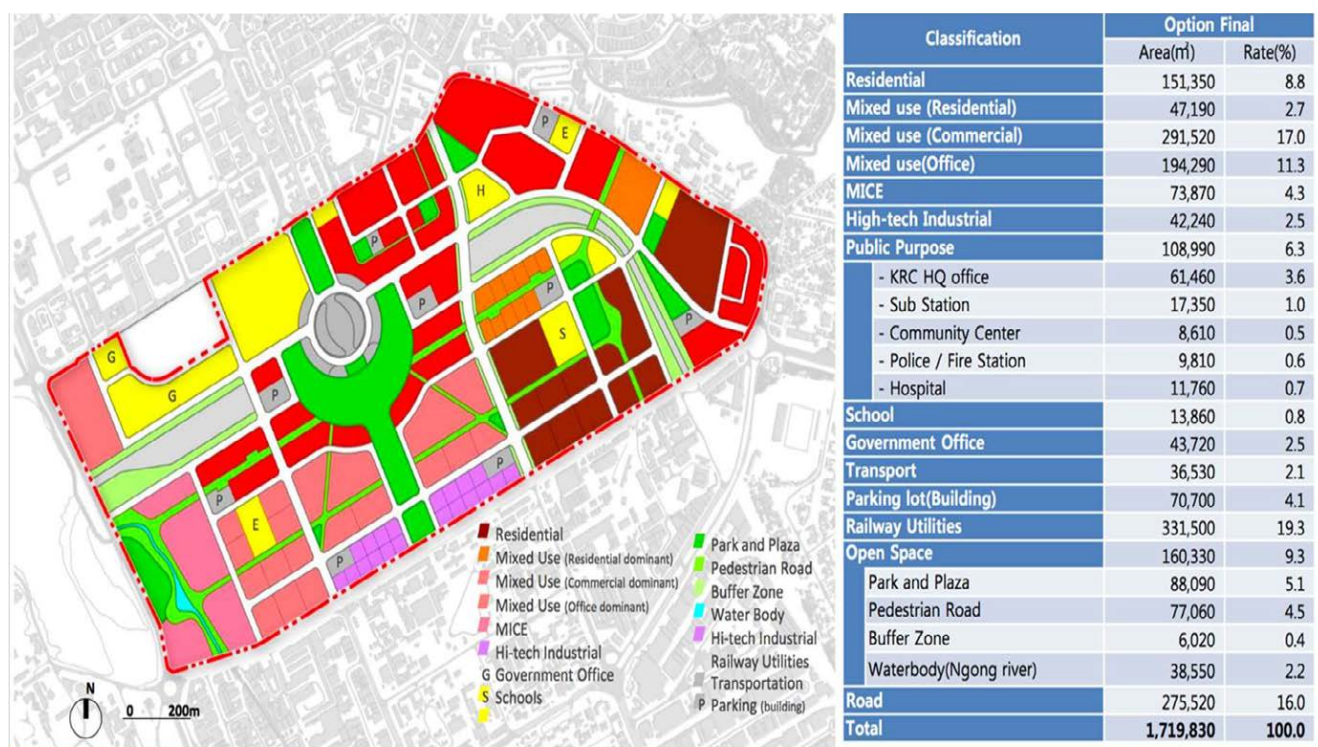 P
E
H
P
P
P
S
P
G
G
P
P
P
E
P
N
0 200m
Residential
Mixed Use (Residential dominant)
Mixed Use (Commercial dominant)
Mixed Use (Office dominant)
MICE
Hi-tech Industrial
G Government Office
S Schools
Park and Plaza
Pedestrian Road
Buffer Zone
Water Body
Hi-tech Industrial
Railway Utilities
Transportation
P Parking (building)
Classification Option Final
Area(㎡) Rate(%)
Residential 151,350 8.8
Mixed use (Residential) 47,190 2.7
Mixed use (Commercial) 291,520 17.0
Mixed use(Office) 194,290 11.3
MICE 73,870 4.3
High-tech Industrial 42,240 2.5
Public Purpose 108,990 6.3
- KRC HQ office 61,460 3.6
- Sub Station 17,350 1.0
- Community Center 8,610 0.5
- Police / Fire Station 9,810 0.6
- Hospital 11,760 0.7
School 13,860 0.8
Government Office 43,720 2.5
Transport 36,530 2.1
Parking lot(Building) 70,700 4.1
Railway Utilities 331,500 19.3
Open Space 160,330 9.3
Park and Plaza 88,090 5.1
Pedestrian Road 77,060 4.5
Buffer Zone 6,020 0.4
Waterbody(Ngong river) 38,550 2.2
Road 275,520 16.0
Total 1,719,830 100.0